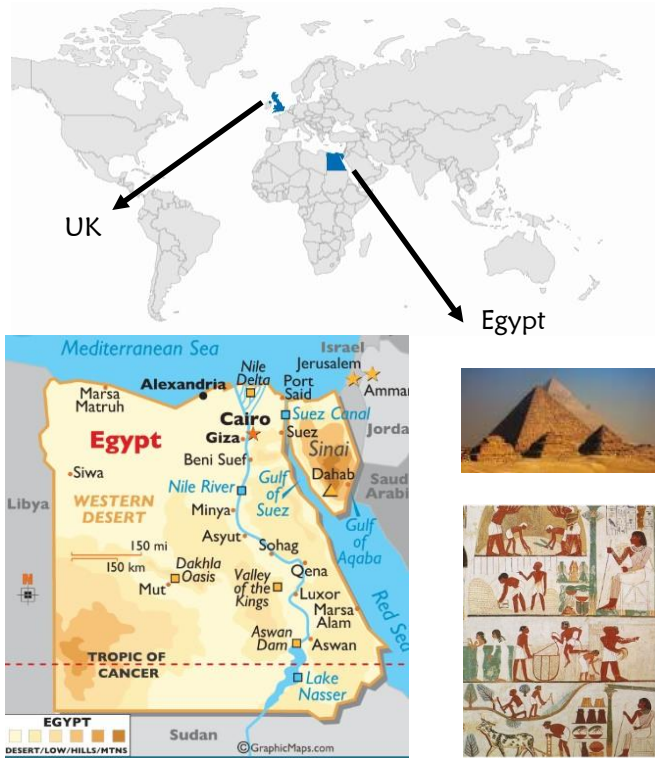 UK
Egypt
Mediterranean Sea
Israel
Jerusalem
Nile
Delta
Port
Said
Alexandria
Amman
Marsa
Matruh
Cairo
Suez Canal
Giza
Suez
Jorda
Egypt
Sinai
Beni Suef
Siwa
Dahab
Saudi
Arabi
Nile River
Gulf
of
Suez
Libya
WESTERN
DESERT
Minya
Gulf
of
Aqaba
Asyut
Sohag
150 mi
150 km
Dakhla
Oasis
Qena
N
Mut
Valley
of the
Kings
Luxor
Marsa
Alam
Red Sea
Aswan
Dam
Aswan
TROPIC OF
CANCER
Lake
Nasser
EGYPT
DESERT/LOW/HILLS/MTNS
Sudan
©GraphicMaps.com